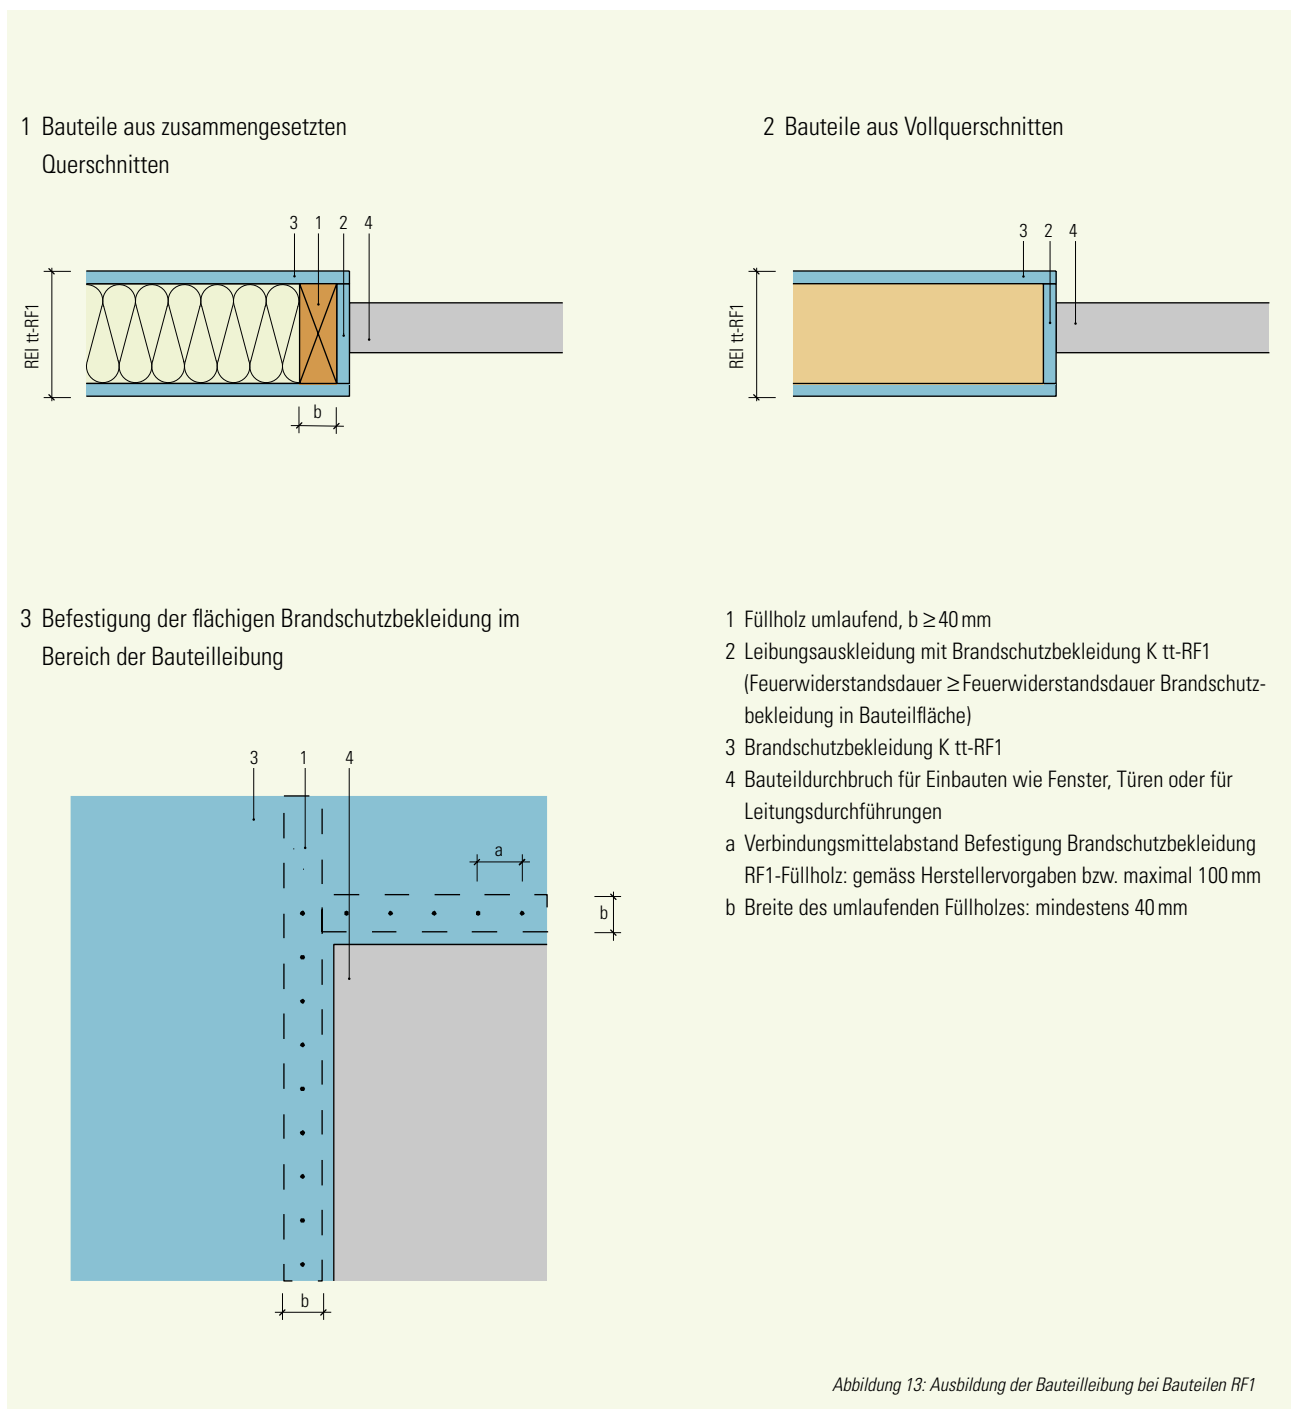 1 Bauteile aus zusammengesetzten
Querschnitten
3 1 2 4
REI tt-RF1
b
2 Bauteile aus Vollquerschnitten
3 2 4
REI tt-RF1
3 Befestigung der flächigen Brandschutzbekleidung im
Bereich der Bauteilleibung
3 1 4
a
b
b
1 Füllholz umlaufend, b ≥ 40 mm
2 Leibungsauskleidung mit Brandschutzbekleidung K tt-RF1
(Feuerwiderstandsdauer ≥ Feuerwiderstandsdauer Brandschutz-
bekleidung in Bauteilfläche)
3 Brandschutzbekleidung K tt-RF1
4 Bauteildurchbruch für Einbauten wie Fenster, Türen oder für
Leitungsdurchführungen
a Verbindungsmittelabstand Befestigung Brandschutzbekleidung
RF1-Füllholz: gemäss Herstellervorgaben bzw. maximal 100 mm
b Breite des umlaufenden Füllholzes: mindestens 40 mm
Abbildung 13: Ausbildung der Bauteilleibung bei Bauteilen RF1